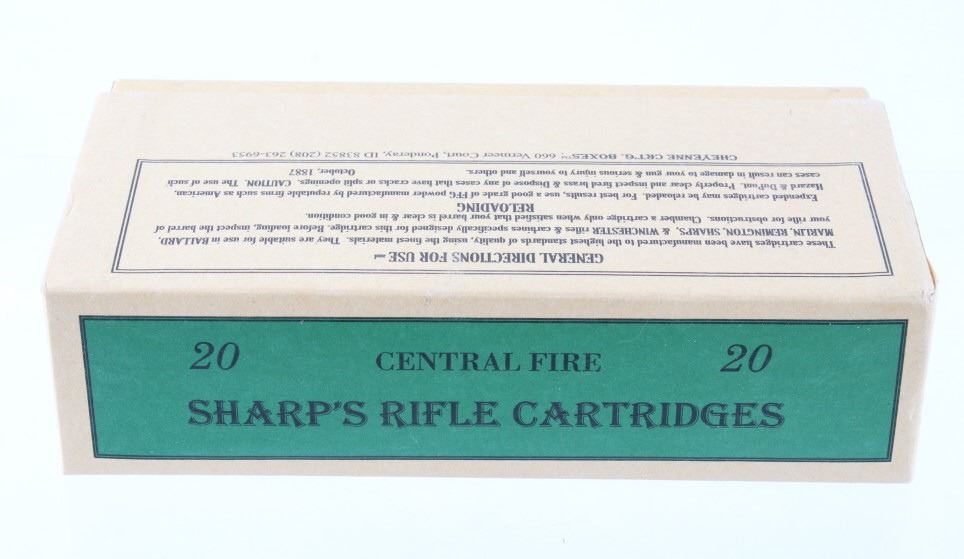 20 CENTRAL FIRE 20
SHARP'S RIFLE CARTRIDGES
GENERAL DIRECTIONS FOR USE
These cartridges have been manufactured to the highest standards of quality, using the finest materials. They are suitable for use in BALLARD,
MARLIN, REMINGTON, SHARPS, & WINCHESTER rifles & carbines specifically designed for this cartridge. Before loading, inspect the barrel of
your rifle for obstructions. Chamber a cartridge only when satisfied that your barrel is clear & in good condition.
RELOADING
Expended cartridges may be reloaded. For best results, use a good grade of FFG powder manufactured by reputable firms such as American,
Hazard & DuPont. Properly clear and inspect fired brass & Dispose of any cases that have cracks or split openings. CAUTION. The use of such
cases can result in damage to your gun & serious injury to yourself and others. October, 1887
CHEYENNE CRT'G. BOXES™ 660 Vermeer Court, Ponderay, ID 83852 (208) 263-6953